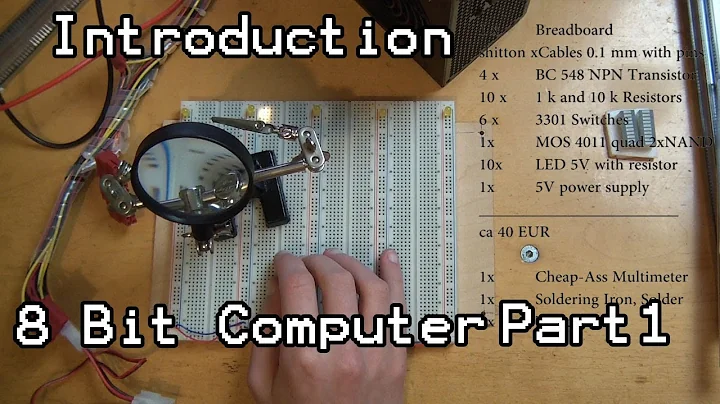 Introduction
Breadboard
shitton xCables 0.1 mm with pins
4 x BC 548 NPN Transistor
10 x 1 k and 10 k Resistors
6 x 3301 Switches
1x MOS 4011 quad 2xNAND
10x LED 5V with resistor
1x 5V power supply
ca 40 EUR
1x Cheap-Ass Multimeter
1x Soldering Iron, Solder
8 Bit Computer Part 1